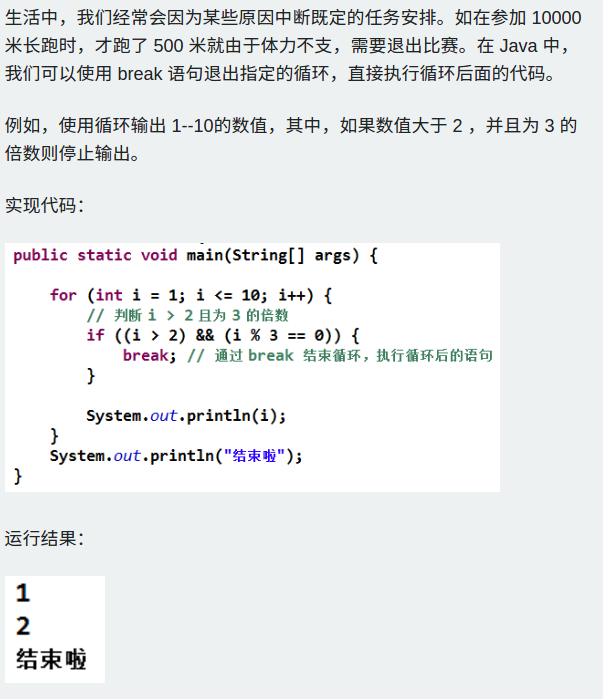 生活中，我们经常会因为某些原因中断既定的任务安排。如在参加 10000
米长跑时，才跑了 500 米就由于体力不支，需要退出比赛。在 Java 中，
我们可以使用 break 语句退出指定的循环，直接执行循环后面的代码。
例如，使用循环输出 1--10的数值，其中，如果数值大于 2 ，并且为 3 的
倍数则停止输出。
实现代码：
public static void main(String[] args) {
for (int i = 1; i <= 10; i++) {
// 判断 i > 2 且为 3 的倍数
if ((i > 2) && (i % 3 == 0)) {
break; // 通过 break 结束循环，执行循环后的语句
}
System.out.println(i);
}
System.out.println("结束啦");
}
运行结果：
1
2
结束啦